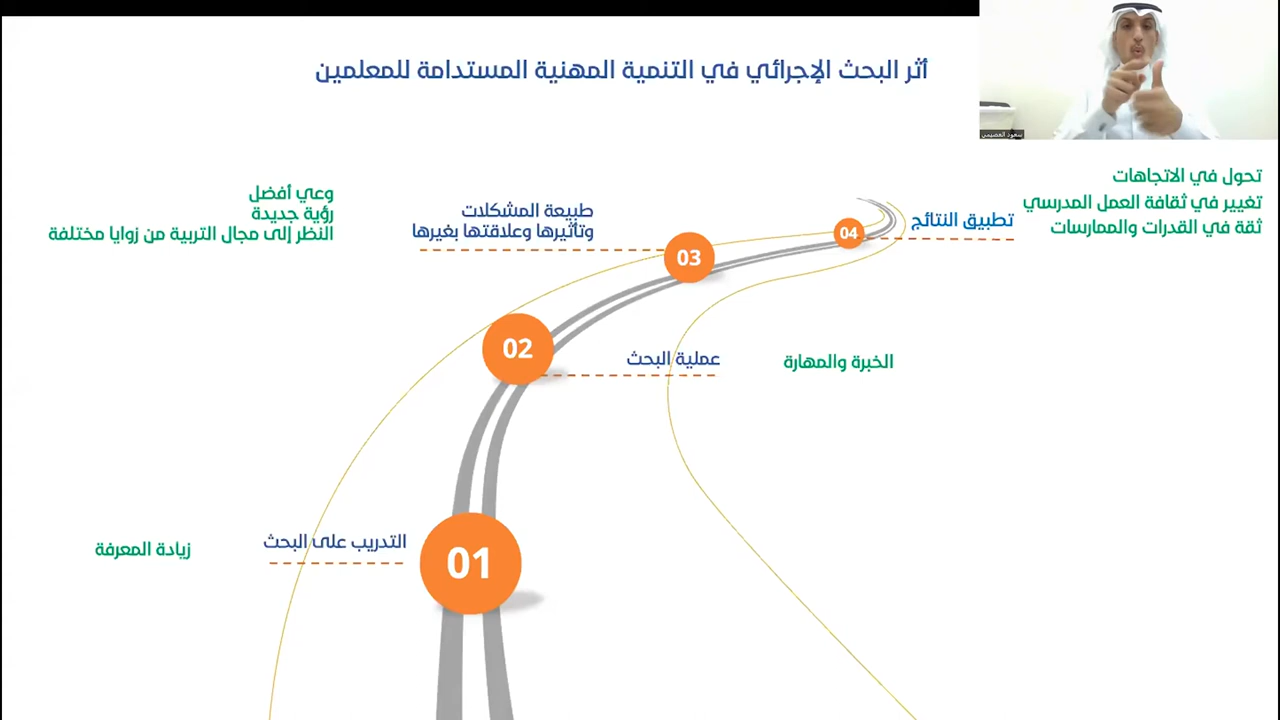 أثر البحث الإجرائي في التنمية المهنية المستدامة للمعلمين
سعود العصيمي
تحول في الاتجاهات
تغيير في ثقافة العمل المدرسي
ثقة في القدرات والممارسات
تطبيق النتائج
04
طبيعة المشكلات
وتأثيرها وعلاقتها بغيرها
03
وعي أفضل
رؤية جديدة
النظر إلى مجال التربية من زوايا مختلفة
02
عملية البحث
الخبرة والمهارة
01
التدريب على البحث
زيادة المعرفة